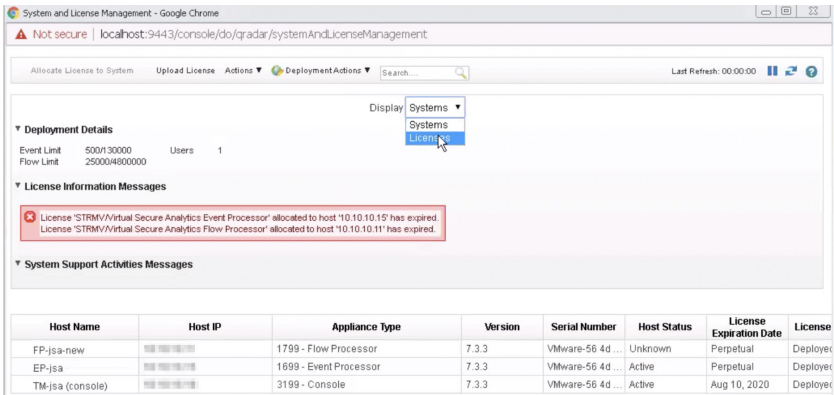 System and License Management - Google Chrome
Not secure | localhost:9443/console/do/qradar/systemAndLicenseManagement
Allocate License to System Upload License Actions ▼ Deployment Actions ▼ Search..... Last Refresh: 00:00:00
Display Systems ▼
Systems
Licenses
▼ Deployment Details
Event Limit 500/130000 Users 1
Flow Limit 25000/4800000
▼ License Information Messages
License 'STRMV/Virtual Secure Analytics Event Processor' allocated to host '10.10.10.15' has expired.
License 'STRMV/Virtual Secure Analytics Flow Processor' allocated to host '10.10.10.11' has expired.
▼ System Support Activities Messages
Host Name Host IP Appliance Type Version Serial Number Host Status License Expiration Date License
FP-jsa-new 1799 - Flow Processor 7.3.3 VMware-56 4d ... Unknown Perpetual Deployed
EP-jsa 1699 - Event Processor 7.3.3 VMware-56 4d ... Active Perpetual Deployed
TM-jsa (console) 3199 - Console 7.3.3 VMware-56 4d ... Active Aug 10, 2020 Deployed